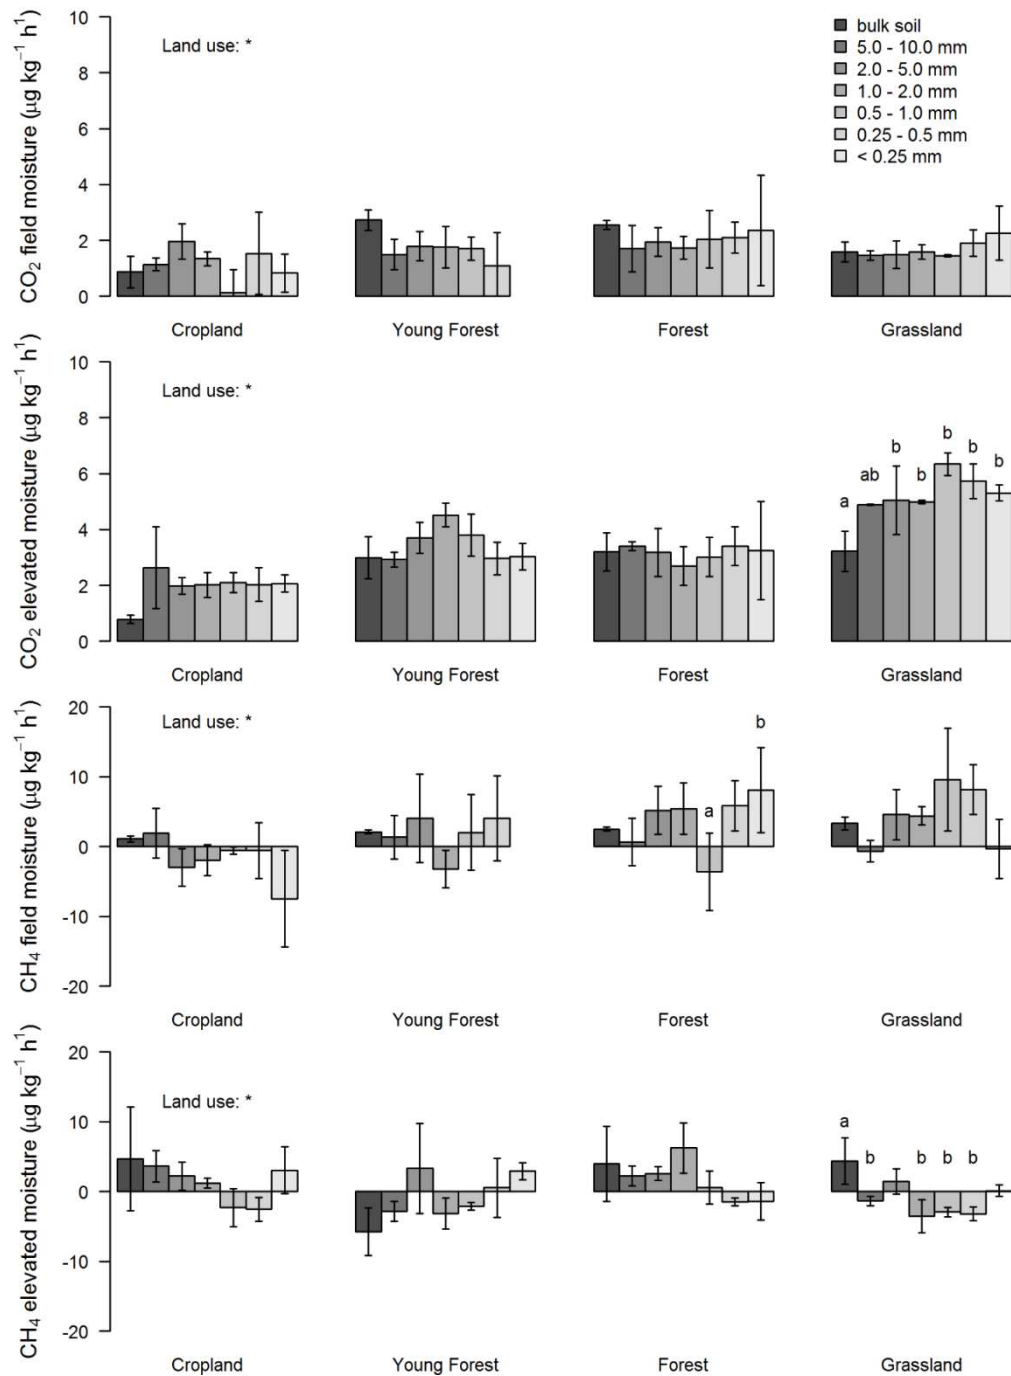 CO₂ field moisture (μg kg⁻¹ h¹)
10
8
6
4
2
0
Land use: *
bulk soil
5.0 - 10.0 mm
2.0 - 5.0 mm
1.0 - 2.0 mm
0.5 - 1.0 mm
0.25 - 0.5 mm
< 0.25 mm
Cropland Young Forest Forest Grassland
CO₂ elevated moisture (μg kg⁻¹ h¹)
10
8
6
4
2
0
Land use: *
a ab b b b b b
Cropland Young Forest Forest Grassland
CH₄ field moisture (μg kg⁻¹ h¹)
20
10
0
-10
-20
Land use: *
a b
Cropland Young Forest Forest Grassland
CH₄ elevated moisture (μg kg⁻¹ h¹)
20
10
0
-10
-20
Land use: *
a b b b b
Cropland Young Forest Forest Grassland